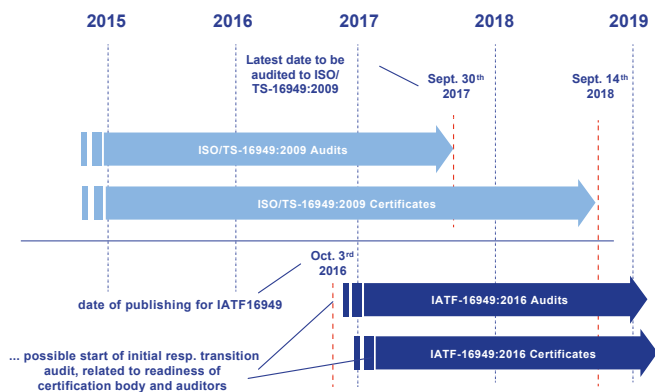 2015 2016 2017 2018 2019
Latest date to be
audited to ISO/
TS-16949:2009
Sept. 30th
2017
Sept. 14th
2018
ISO/TS-16949:2009 Audits
ISO/TS-16949:2009 Certificates
Oct. 3rd
2016
date of publishing for IATF16949
IATF-16949:2016 Audits
... possible start of initial resp. transition
audit, related to readiness of
certification body and auditors
IATF-16949:2016 Certificates